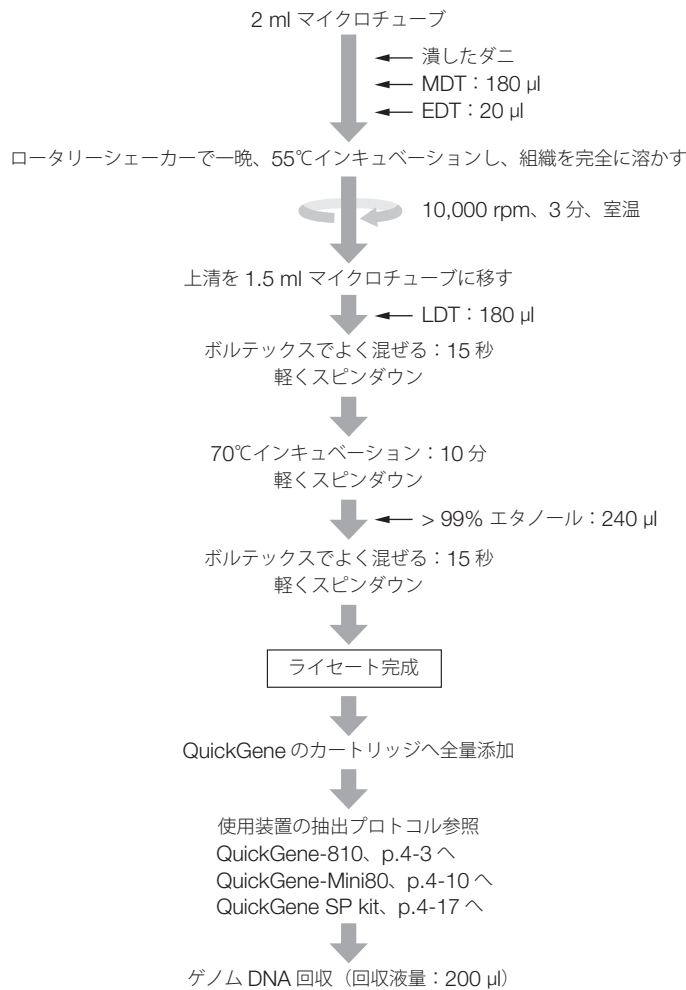 2 ml マイクロチューブ
潰したダニ
MDT：180 µl
EDT：20 µl
ロータリーシェーカーで一晩、55℃インキュベーションし、組織を完全に溶かす
10,000 rpm、3 分、室温
上清を 1.5 ml マイクロチューブに移す
LDT：180 µl
ボルテックスでよく混ぜる：15 秒
軽くスピンダウン
70℃インキュベーション：10 分
軽くスピンダウン
> 99% エタノール：240 µl
ボルテックスでよく混ぜる：15 秒
軽くスピンダウン
ライセート完成
QuickGene のカートリッジへ全量添加
使用装置の抽出プロトコル参照
QuickGene-810、p.4-3 へ
QuickGene-Mini80、p.4-10 へ
QuickGene SP kit、p.4-17 へ
ゲノム DNA 回収（回収液量：200 µl）